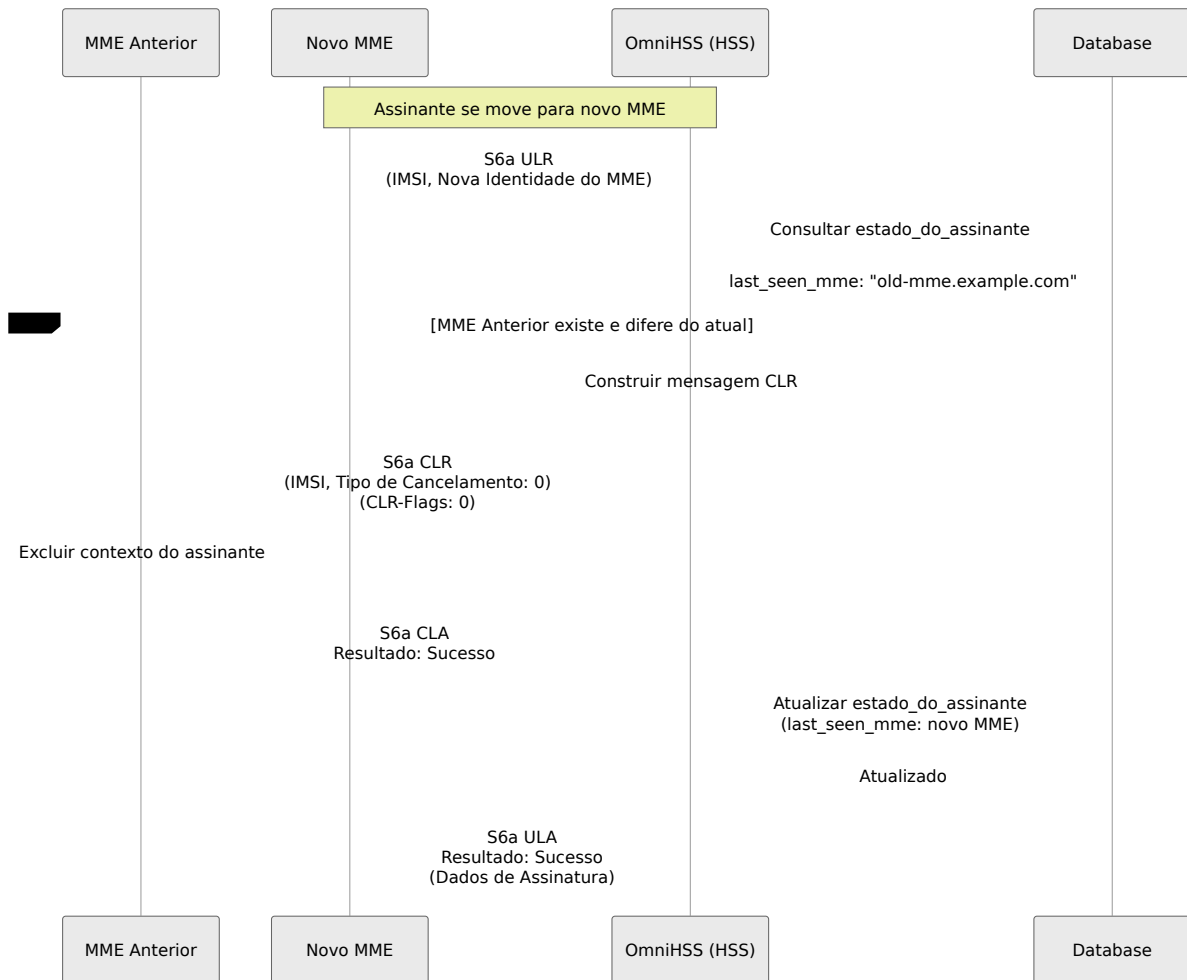 MME Anterior
Novo MME
OmniHSS (HSS)
Database
Assinante se move para novo MME
S6a ULR
(IMSI, Nova Identidade do MME)
Consultar estado_do_assinante
last_seen_mme: "old-mme.example.com"
[MME Anterior existe e difere do atual]
Construir mensagem CLR
S6a CLR
(IMSI, Tipo de Cancelamento: 0)
(CLR-Flags: 0)
Excluir contexto do assinante
S6a CLA
Resultado: Sucesso
Atualizar estado_do_assinante
(last_seen_mme: novo MME)
Atualizado
S6a ULA
Resultado: Sucesso
(Dados de Assinatura)
MME Anterior
Novo MME
OmniHSS (HSS)
Database